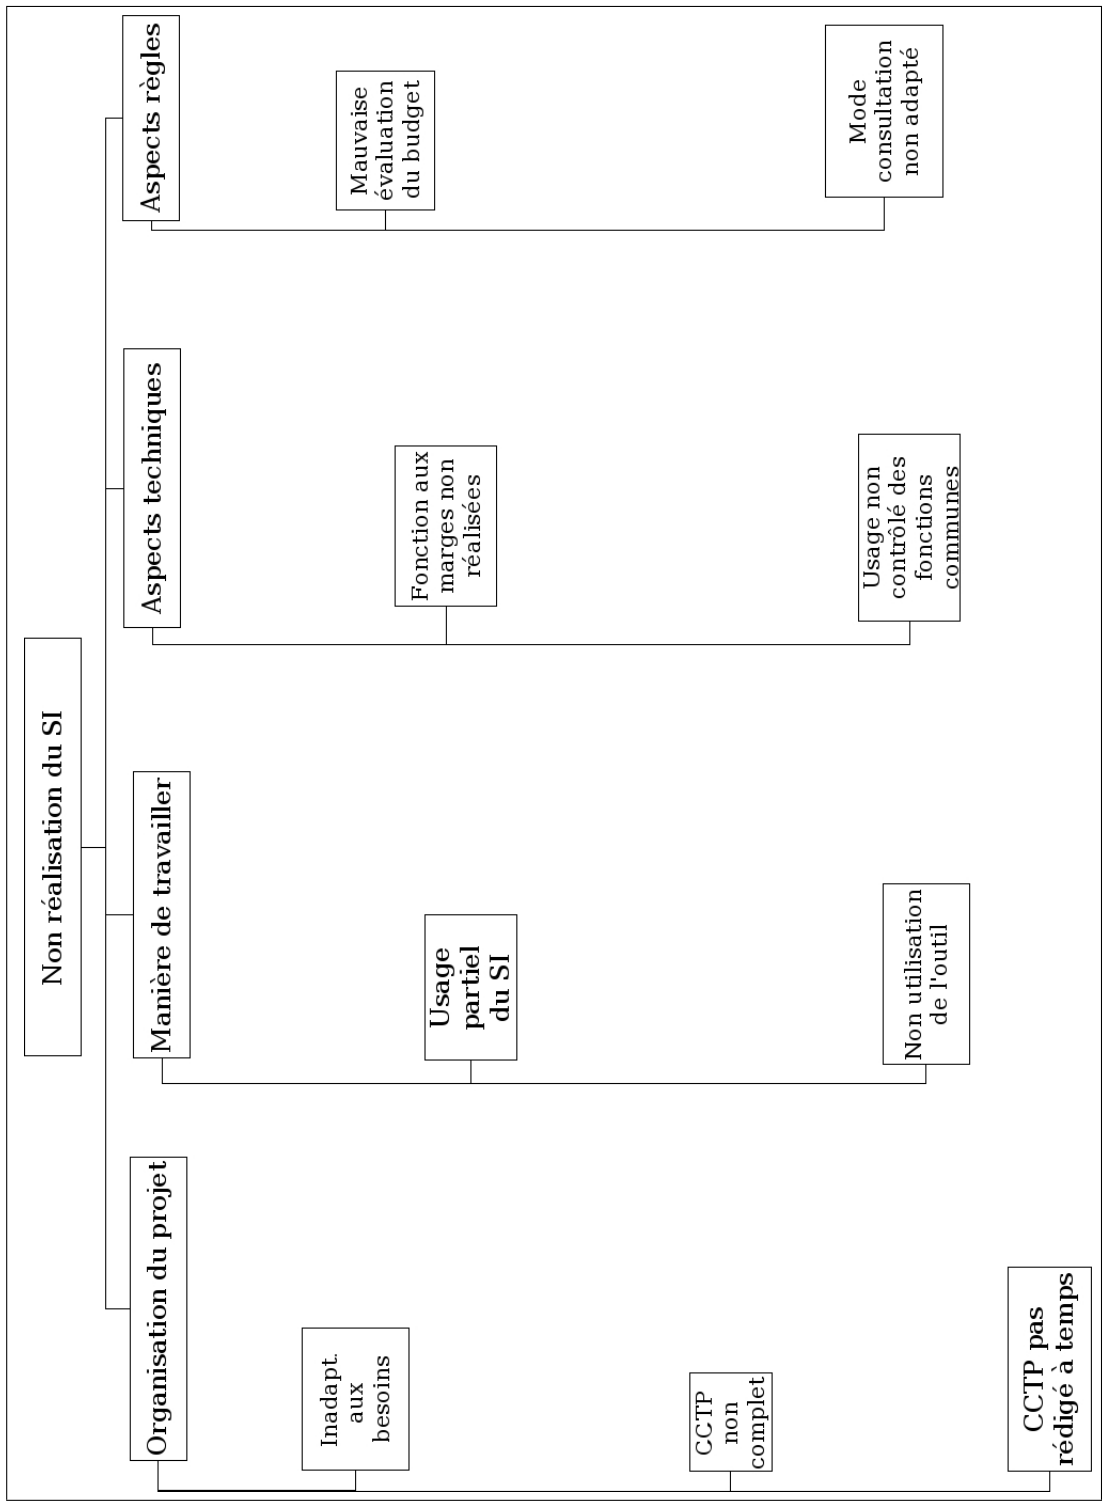 Non réalisation du SI
Organisation du projet
Manière de travailler
Aspects techniques
Aspects règles
Inadapt.
aux
besoins
CCTP
non
complet
CCTP pas
rédigé à temps
Usage
partiel
du SI
Non utilisation
de l'outil
Fonction aux
marges non
réalisées
Usage non
contrôlé des
fonctions
communes
Mauvaise
évaluation
du budget
Mode
consultation
non adapté